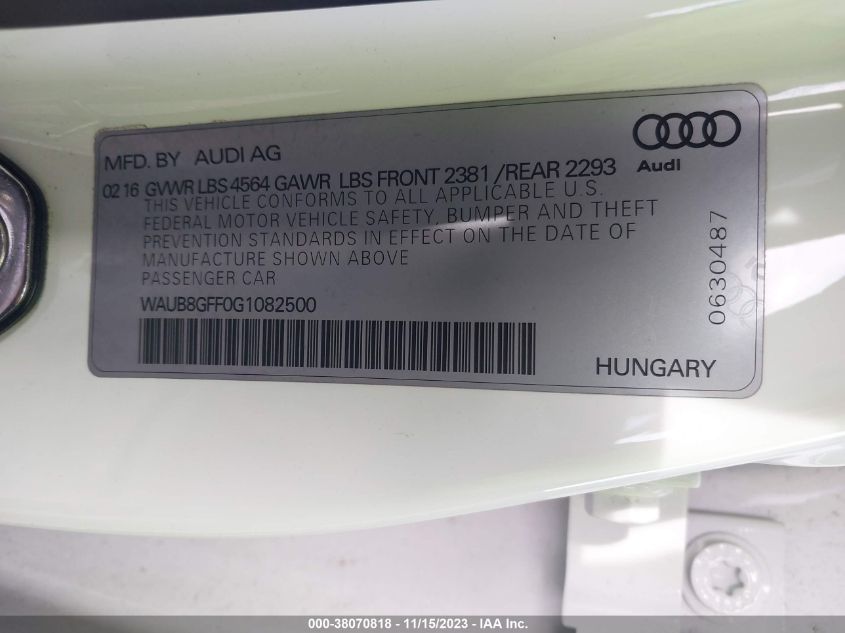 MFD. BY AUDI AG
Audi
02 16 GVWR LBS 4564 GAWR LBS FRONT 2381 /REAR 2293
THIS VEHICLE CONFORMS TO ALL APPLICABLE U.S.
FEDERAL MOTOR VEHICLE SAFETY, BUMPER AND THEFT
PREVENTION STANDARDS IN EFFECT ON THE DATE OF
MANUFACTURE SHOWN ABOVE
PASSENGER CAR
WAUB8GFF0G1082500
0630487
HUNGARY
000-38070818 - 11/15/2023 - IAA Inc.